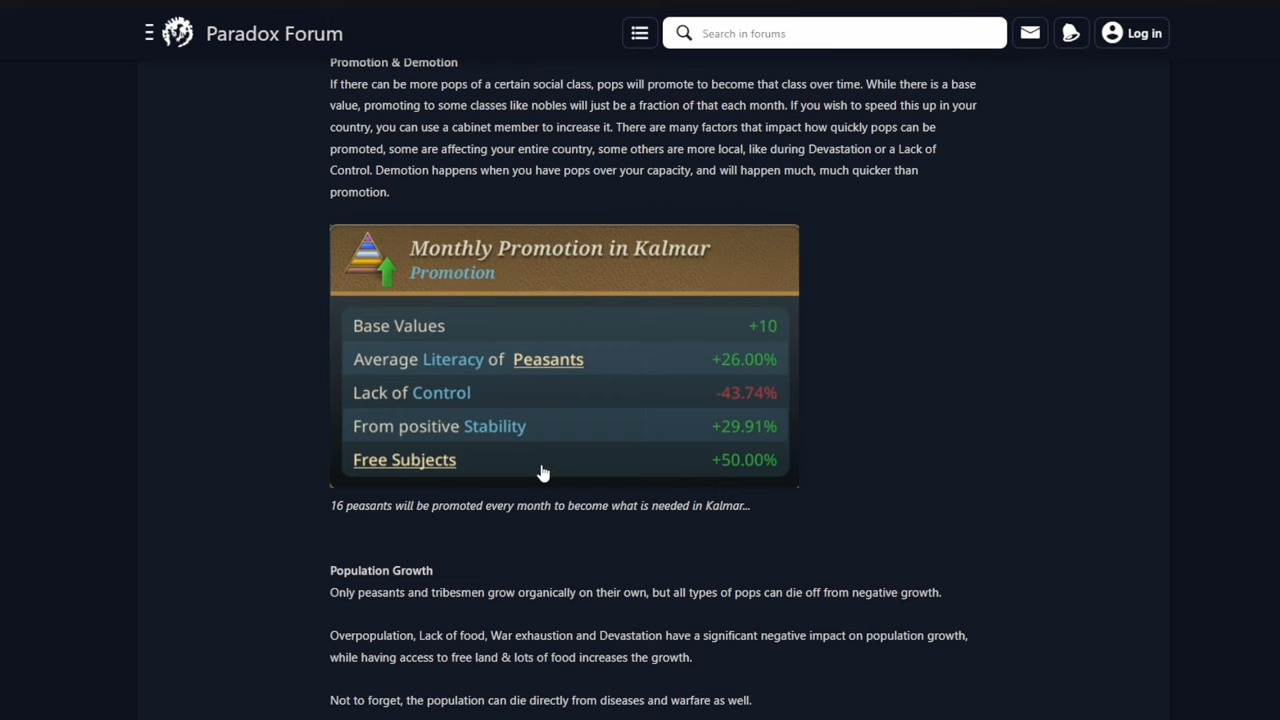 Paradox Forum
Search in forums
Log in
Promotion & Demotion
If there can be more pops of a certain social class, pops will promote to become that class over time. While there is a base
value, promoting to some classes like nobles will just be a fraction of that each month. If you wish to speed this up in your
country, you can use a cabinet member to increase it. There are many factors that impact how quickly pops can be
promoted, some are affecting your entire country, some others are more local, like during Devastation or a Lack of
Control. Demotion happens when you have pops over your capacity, and will happen much, much quicker than
promotion.
Monthly Promotion in Kalmar
Promotion
Base Values +10
Average Literacy of Peasants +26.00%
Lack of Control -43.74%
From positive Stability +29.91%
Free Subjects +50.00%
16 peasants will be promoted every month to become what is needed in Kalmar...
Population Growth
Only peasants and tribesmen grow organically on their own, but all types of pops can die off from negative growth.
Overpopulation, Lack of food, War exhaustion and Devastation have a significant negative impact on population growth,
while having access to free land & lots of food increases the growth.
Not to forget, the population can die directly from diseases and warfare as well.